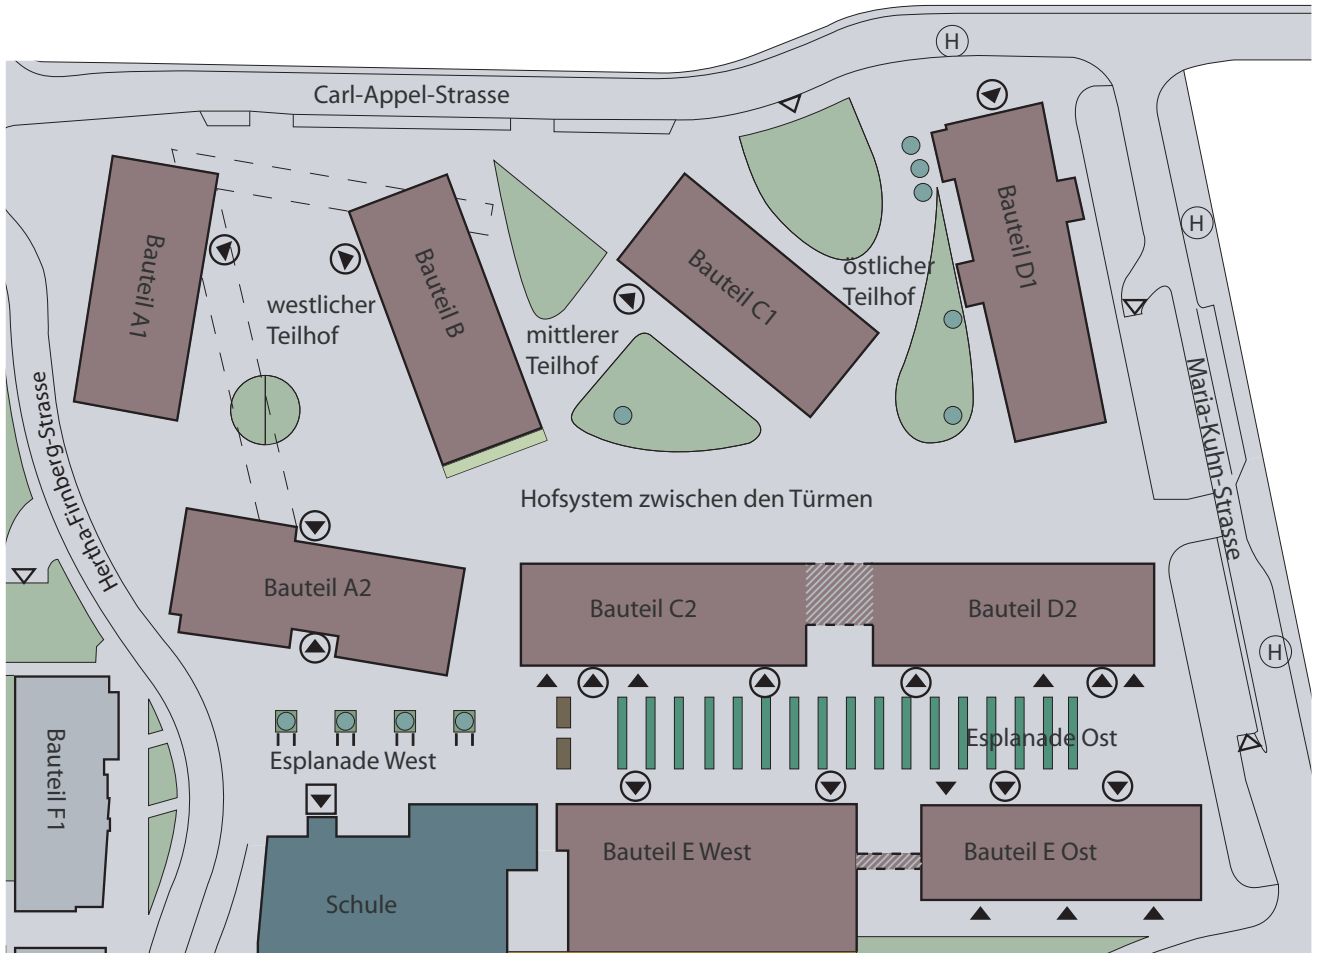 H
Carl-Appel-Strasse
Bauteil A1
Bauteil B
Bauteil C1
Bauteil D1
H
westlicher
Teilhof
mittlerer
Teilhof
östlicher
Teilhof
Hertha-Firnberg-Strasse
Maria-Kuhn-Strasse
Hofsystem zwischen den Türmen
Bauteil A2
Bauteil C2
Bauteil D2
H
Bauteil F1
Esplanade West
Esplanade Ost
Bauteil E West
Bauteil E Ost
Schule